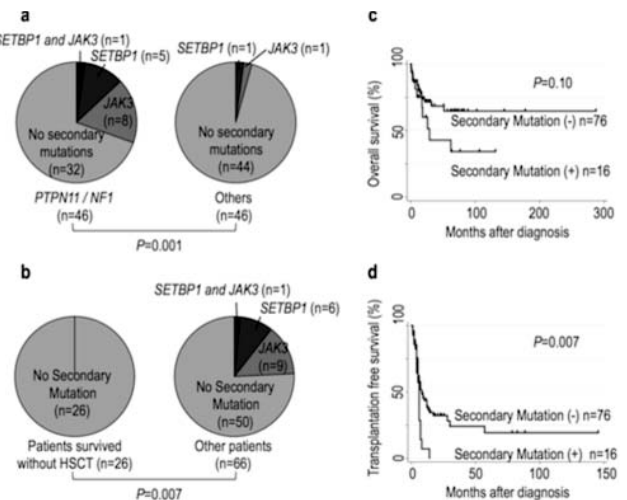 a
SETBP1 and JAK3 (n=1)
SETBP1 (n=5)
JAK3
(n=8)
No secondary
mutations
(n=32)
PTPN11 / NF1
(n=46)
SETBP1 (n=1)
JAK3 (n=1)
No secondary
mutations
(n=44)
Others
(n=46)
P=0.001
b
SETBP1 and JAK3 (n=1)
SETBP1 (n=6)
JAK3
(n=9)
No Secondary
Mutation
(n=26)
Patients survived
without HSCT (n=26)
No Secondary
Mutation
(n=50)
Other patients
(n=66)
P=0.007
c
Overall survival (%)
100
50
0
P=0.10
Secondary Mutation (-) n=76
Secondary Mutation (+) n=16
0 100 200 300
Months after diagnosis
d
Transplantation free survival (%)
100
50
0
P=0.007
Secondary Mutation (-) n=76
Secondary Mutation (+) n=16
0 50 100 150
Months after diagnosis